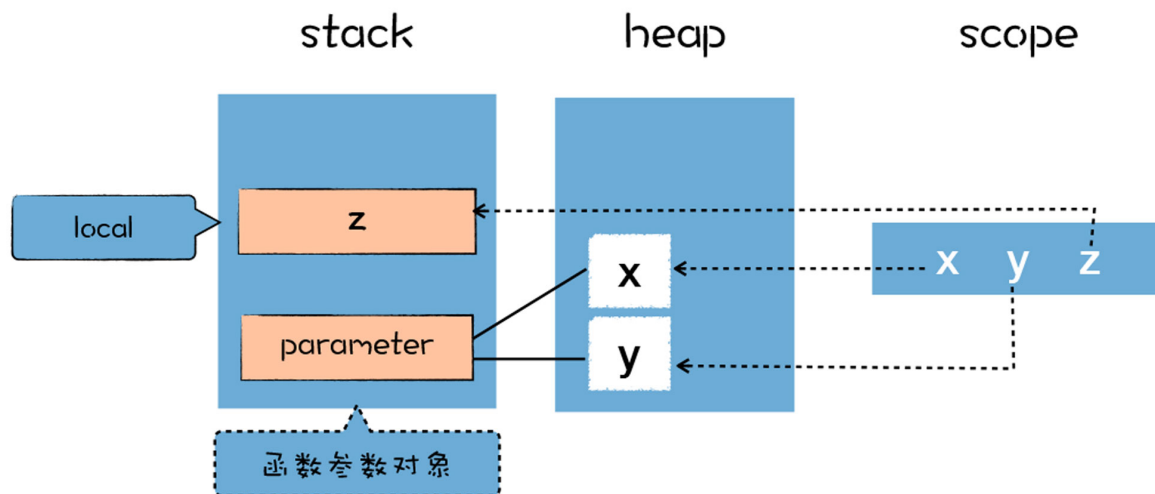 stack heap scope
local
z
x
x y z
parameter
y
函数参数对象